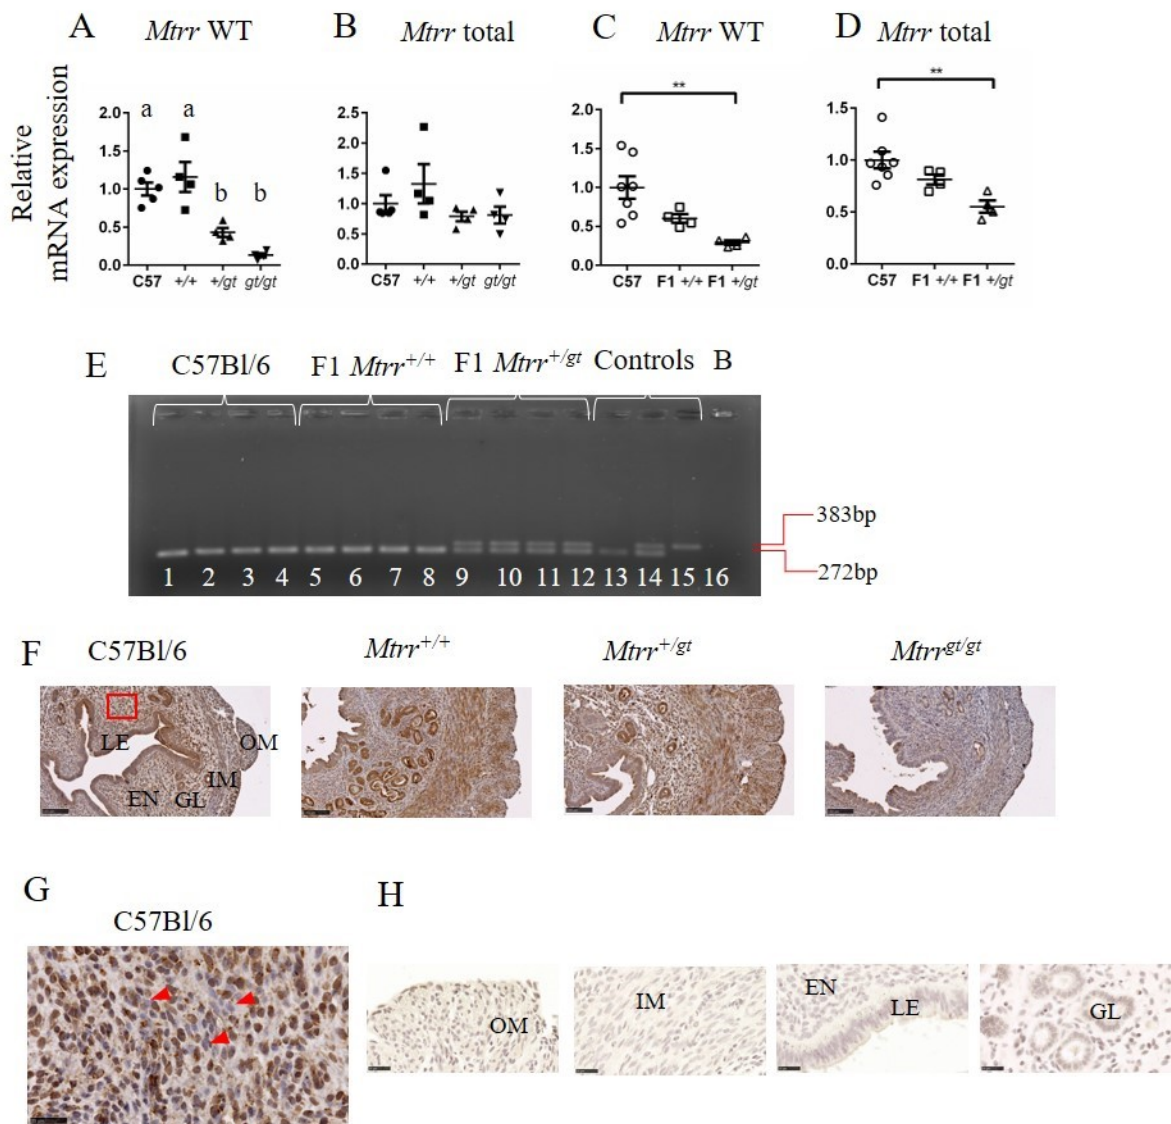 A Mtrr WT B Mtrr total C Mtrr WT D Mtrr total
Relative
mRNA expression
2.0
1.5
1.0
0.5
0.0
a a b b
C57 +/+ +/gt gt/gt
2.5
2.0
1.5
1.0
0.5
0.0
C57 +/+ +/gt gt/gt
**
2.0
1.5
1.0
0.5
0.0
C57 F1 +/+ F1 +/gt
**
1.5
1.0
0.5
0.0
C57 F1 +/+ F1 +/gt
E C57Bl/6 F1 Mtrr+/+ F1 Mtrr+/gt Controls B
383bp
272bp
1 2 3 4 5 6 7 8 9 10 11 12 13 14 15 16
F C57Bl/6 Mtrr+/+ Mtrr+/gt Mtrrgt/gt
LE OM
IM
EN GL
G H
C57Bl/6
OM
IM
EN
LE
GL